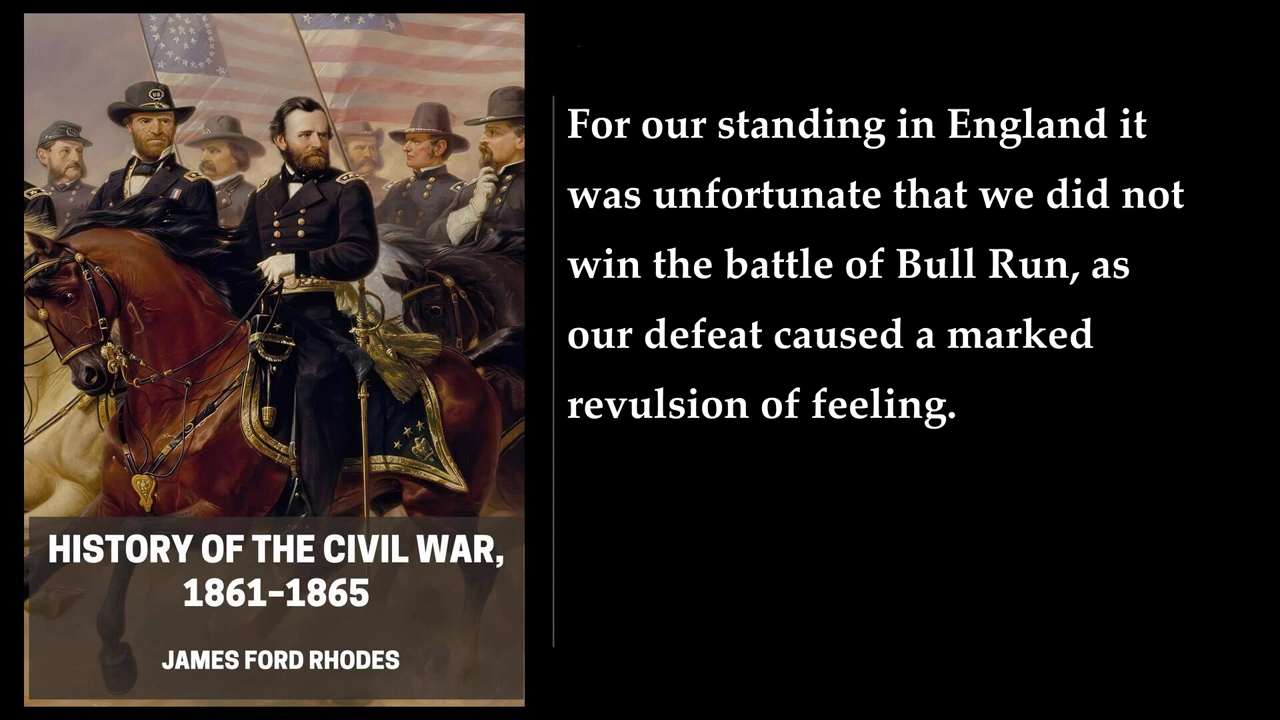 HISTORY OF THE CIVIL WAR,
1861–1865
JAMES FORD RHODES
For our standing in England it
was unfortunate that we did not
win the battle of Bull Run, as
our defeat caused a marked
revulsion of feeling.